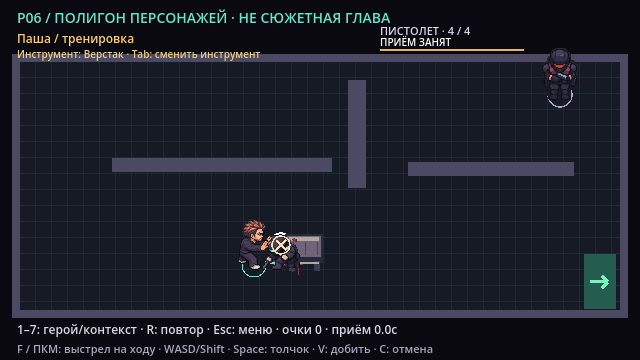 P06 / ПОЛИГОН ПЕРСОНАЖЕЙ · НЕ СЮЖЕТНАЯ ГЛАВА
Паша / тренировка
ПИСТОЛЕТ · 4 / 4
ПРИЁМ ЗАНЯТ
Инструмент: Верстак · Tab: сменить инструмент
1–7: герой/контекст · R: повтор · Esc: меню · очки 0 · приём 0.0с
F / ПКМ: выстрел на ходу · WASD/Shift · Space: толчок · V: добить · C: отмена